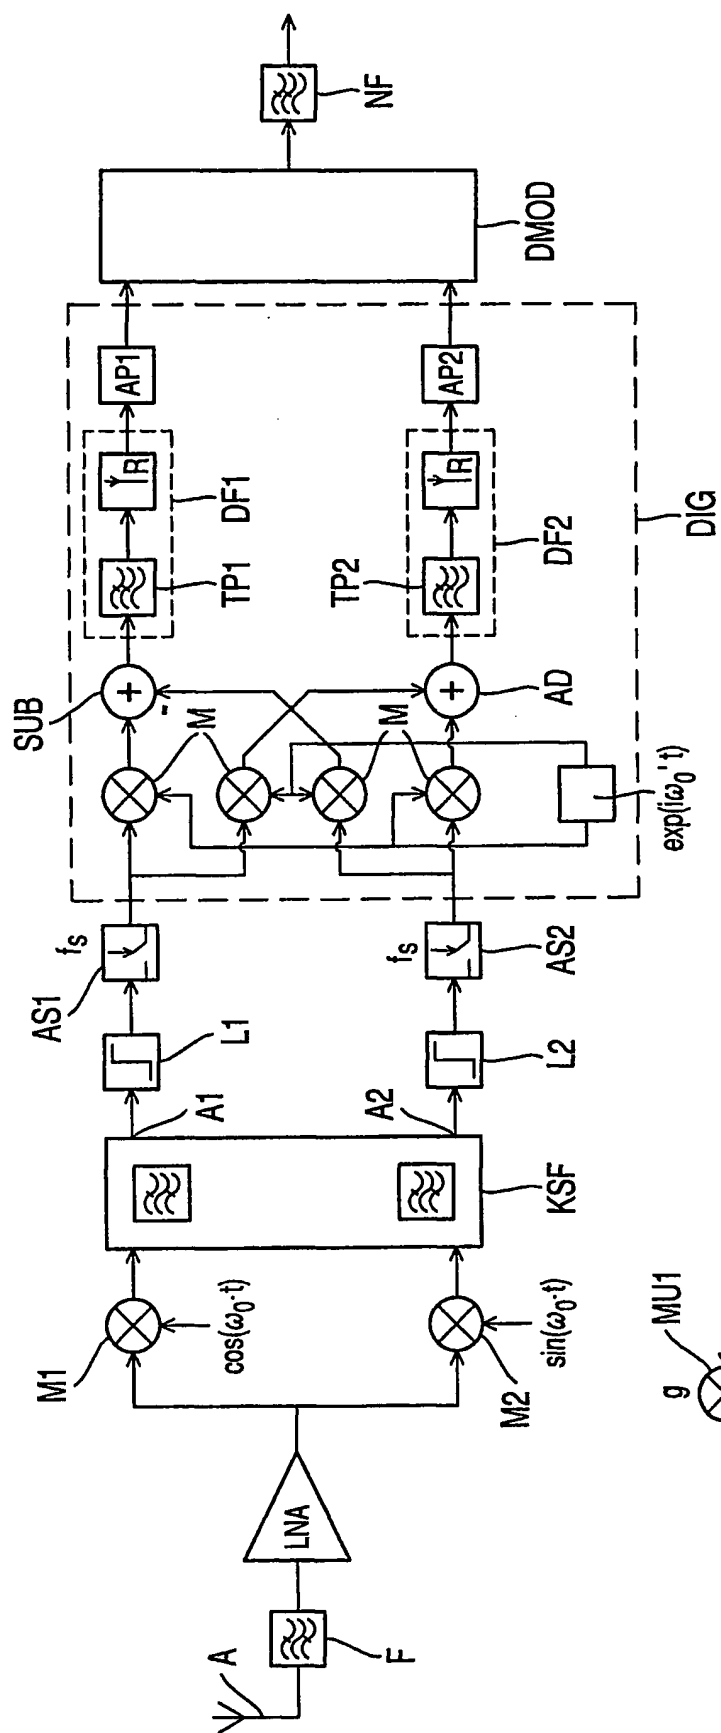 A
F
LNA
M1
cos(ω₀·t)
M2
sin(ω₀·t)
KSF
A1
A2
L1
L2
AS1
fS
AS2
fS
SUB
-
+
M
M
+
AD
exp(iω₀'t)
TP1
R
DF1
AP1
TP2
R
DF2
AP2
DIG
DMOD
NF
g
MU1